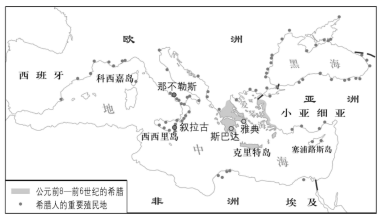 欧 洲
黑 海
西 班 牙
科西嘉岛
那不勒斯
亚 洲
地
小 亚 细 亚
叙拉古
雅典
斯巴达
西西里岛
中
塞浦路斯岛
克里特岛
海
公元前8—前6世纪的希腊
希腊人的重要殖民地
非 洲
埃 及